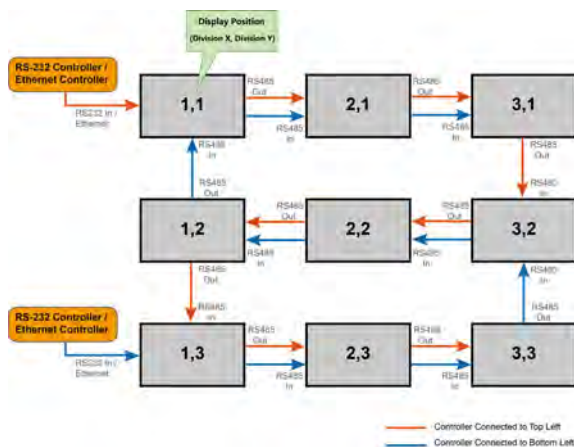 Display Position
(Division X, Division Y)
RS-232 Controller /
Ethernet Controller
RS232 In /
Ethernet
1,1
RS485
Out
RS485
In
2,1
RS485
Out
RS485
In
3,1
RS485
In
RS485
Out
RS485
Out
RS485
In
1,2
RS485
Out
RS485
In
2,2
RS485
Out
RS485
In
3,2
RS485
Out
RS485
In
RS485
In
RS485
Out
RS-232 Controller /
Ethernet Controller
RS232 In /
Ethernet
1,3
RS485
Out
RS485
In
2,3
RS485
Out
RS485
In
3,3
Controller Connected to Top Left
Controller Connected to Bottom Left